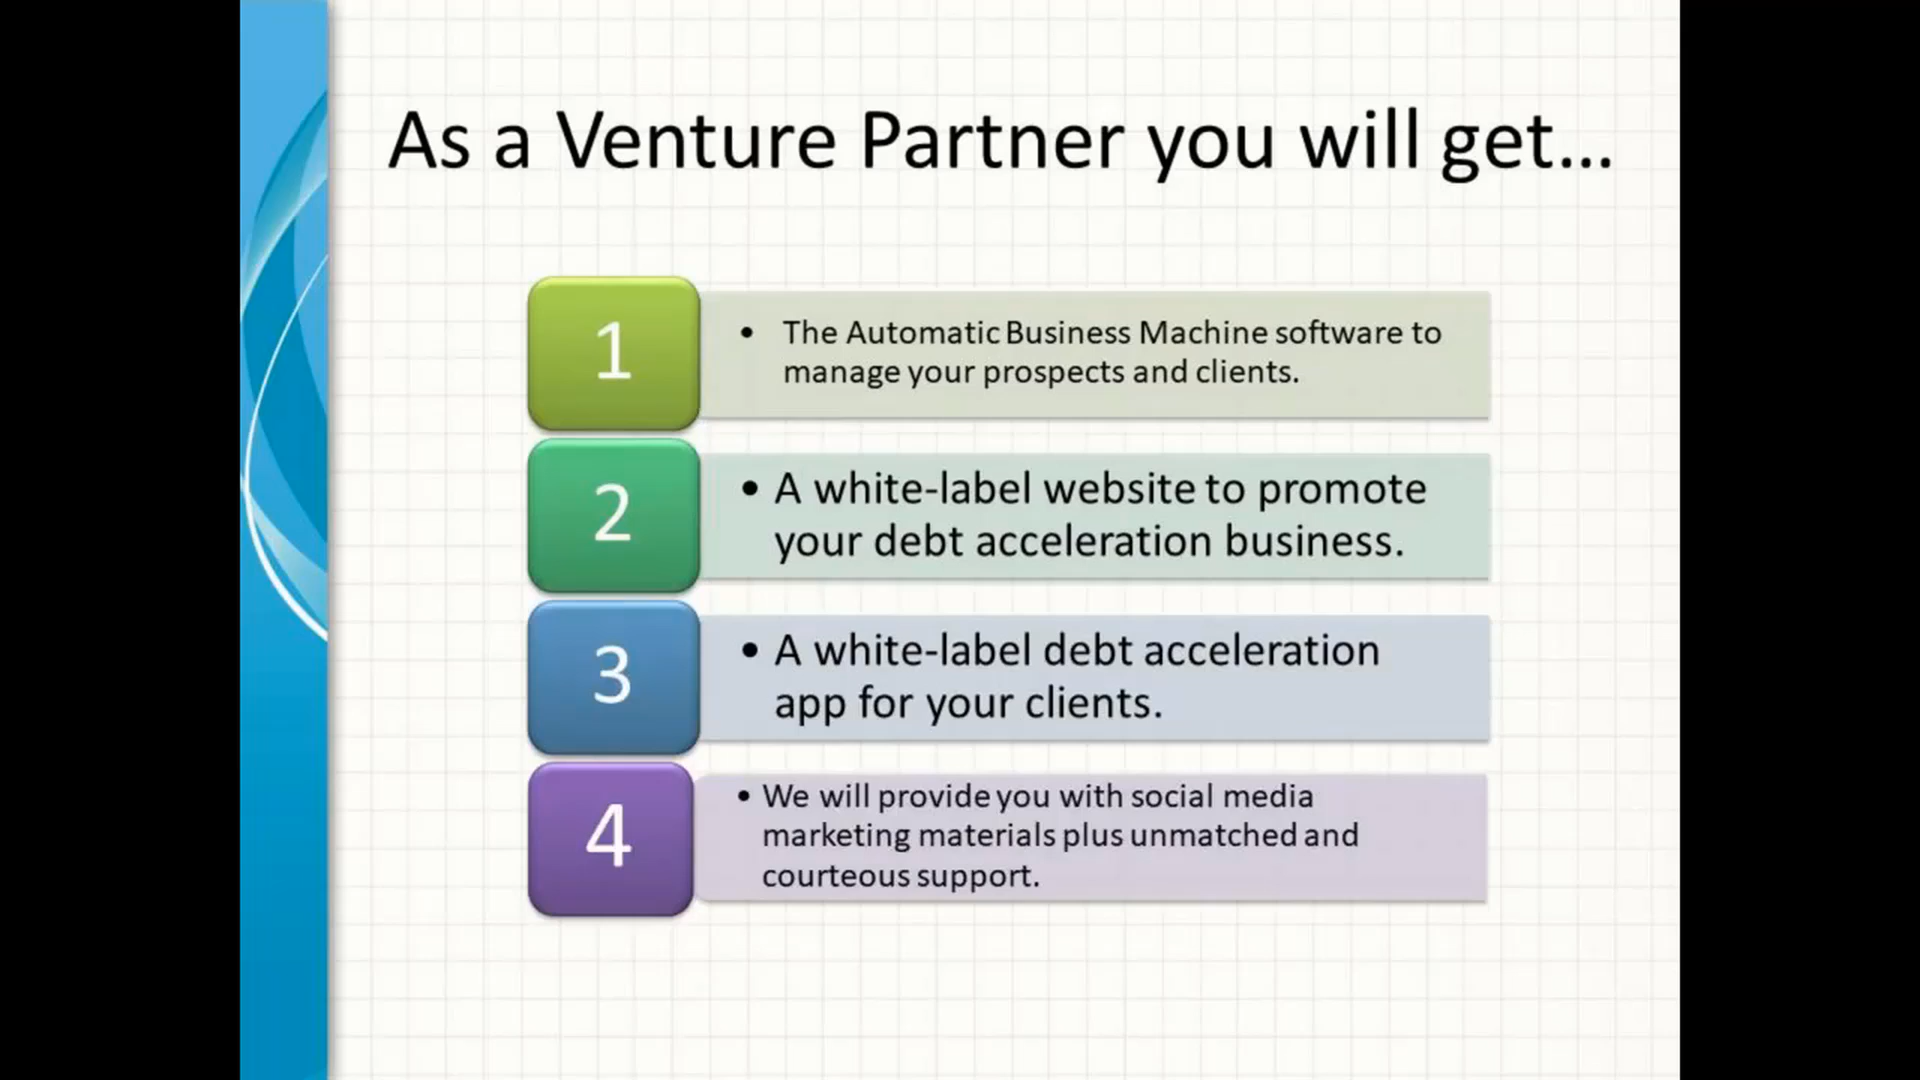 As a Venture Partner you will get...
1
• The Automatic Business Machine software to
manage your prospects and clients.
2
• A white-label website to promote
your debt acceleration business.
3
• A white-label debt acceleration
app for your clients.
4
• We will provide you with social media
marketing materials plus unmatched and
courteous support.